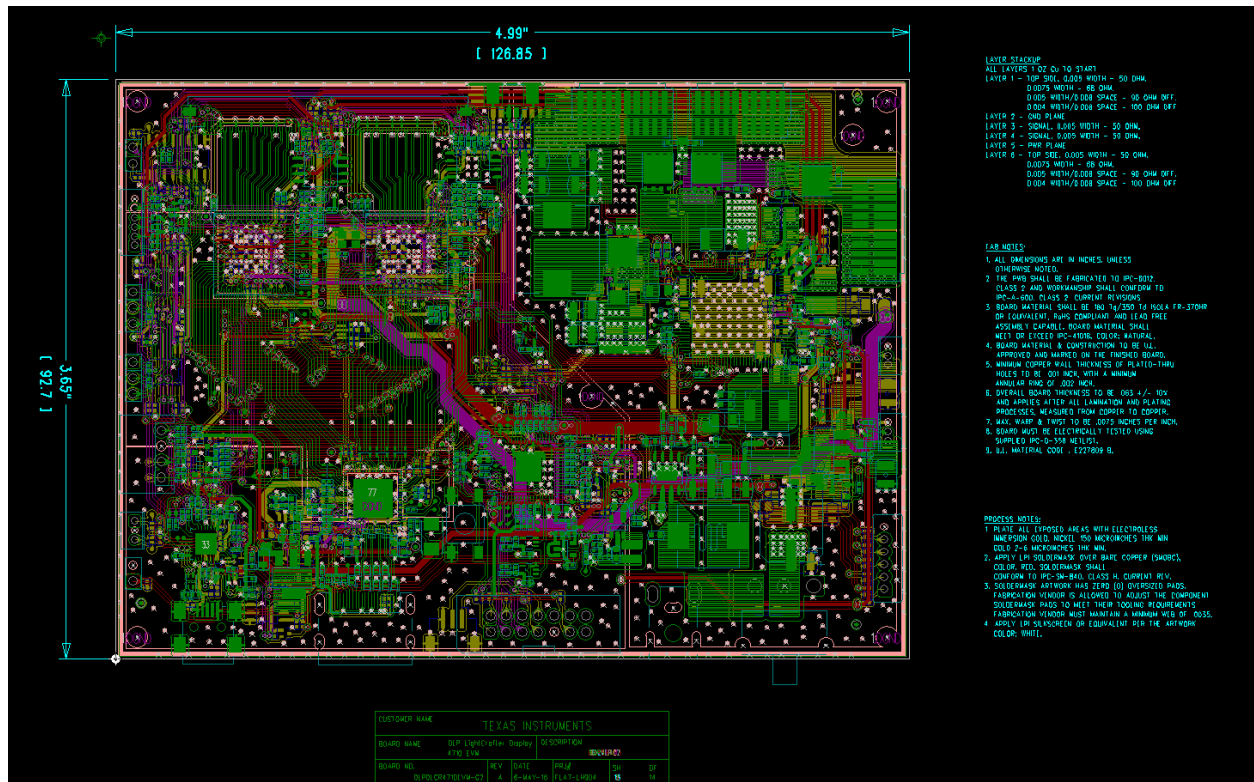 4.99"
[ 126.85 ]
3.65"
[ 92.7 ]
LAYER STACKUP
ALL LAYERS 1 OZ Cu TO START
LAYER 1 - TOP SIDE, 0.005 WIDTH - 50 OHM,
0.0075 WIDTH - 68 OHM,
0.005 WIDTH/0.008 SPACE - 90 OHM DIFF,
0.004 WIDTH/0.008 SPACE - 100 OHM DIFF
LAYER 2 - GND PLANE
LAYER 3 - SIGNAL, 0.005 WIDTH - 50 OHM,
LAYER 4 - SIGNAL, 0.005 WIDTH - 50 OHM,
LAYER 5 - PWR PLANE
LAYER 6 - TOP SIDE, 0.005 WIDTH - 50 OHM,
0.0075 WIDTH - 68 OHM,
0.005 WIDTH/0.008 SPACE - 90 OHM DIFF,
0.004 WIDTH/0.008 SPACE - 100 OHM DIFF
FAB NOTES:
1. ALL DIMENSIONS ARE IN INCHES, UNLESS
OTHERWISE NOTED.
2. THE PWB SHALL BE FABRICATED TO IPC-6012,
CLASS 2 AND WORKMANSHIP SHALL CONFORM TO
IPC-A-600, CLASS 2 CURRENT REVISIONS
3. BOARD MATERIAL SHALL BE 180 Tg/350 Td ISOLA FR-370HR
OR EQUIVALENT, RoHS COMPLIANT AND LEAD FREE
ASSEMBLY CAPABLE. BOARD MATERIAL SHALL
MEET OR EXCEED IPC-4101B. COLOR: NATURAL.
4. BOARD MATERIAL & CONSTRUCTION TO BE U.L.
APPROVED AND MARKED ON THE FINISHED BOARD.
5. MINIMUM COPPER WALL THICKNESS OF PLATED-THRU
HOLES TO BE .001 INCH, WITH A MINIMUM
ANNULAR RING OF .002 INCH.
6. OVERALL BOARD THICKNESS TO BE .063 +/- 10%
AND APPLIES AFTER ALL LAMINATION AND PLATING
PROCESSES, MEASURED FROM COPPER TO COPPER.
7. MAX. WARP & TWIST TO BE .0075 INCHES PER INCH.
8. BOARD MUST BE ELECTRICALLY TESTED USING
SUPPLIED IPC-D-356 NETLIST.
9. U.L. MATERIAL CODE : E227809 B.
PROCESS NOTES:
1 PLATE ALL EXPOSED AREAS WITH ELECTROLESS
IMMERSION GOLD, NICKEL 150 MICROINCHES THK MIN
GOLD 2-6 MICROINCHES THK MIN.
2. APPLY LPI SOLDERMASK OVER BARE COPPER (SMOBC),
COLOR: RED. SOLDERMASK SHALL
CONFORM TO IPC-SM-840, CLASS H, CURRENT REV.
3. SOLDERMASK ARTWORK HAS ZERO (0) OVERSIZED PADS.
FABRICATION VENDOR IS ALLOWED TO ADJUST THE COMPONENT
SOLDERMASK PADS TO MEET THEIR TOOLING REQUIREMENTS
FABRICATION VENDOR MUST MAINTAIN A MINIMUM WEB OF .0035.
4 APPLY LPI SILKSCREEN OR EQUIVALENT PER THE ARTWORK
COLOR: WHITE.
77
33
CUSTOMER NAME
TEXAS INSTRUMENTS
BOARD NAME
DLP LightCrafter Display
4710 EVM
DESCRIPTION
BOARD NO.
DLPDLCR4710EVM-G2
REV
A
DATE
6-MAY-16
PRJ#
FLAT-LH004
SH
OF
14